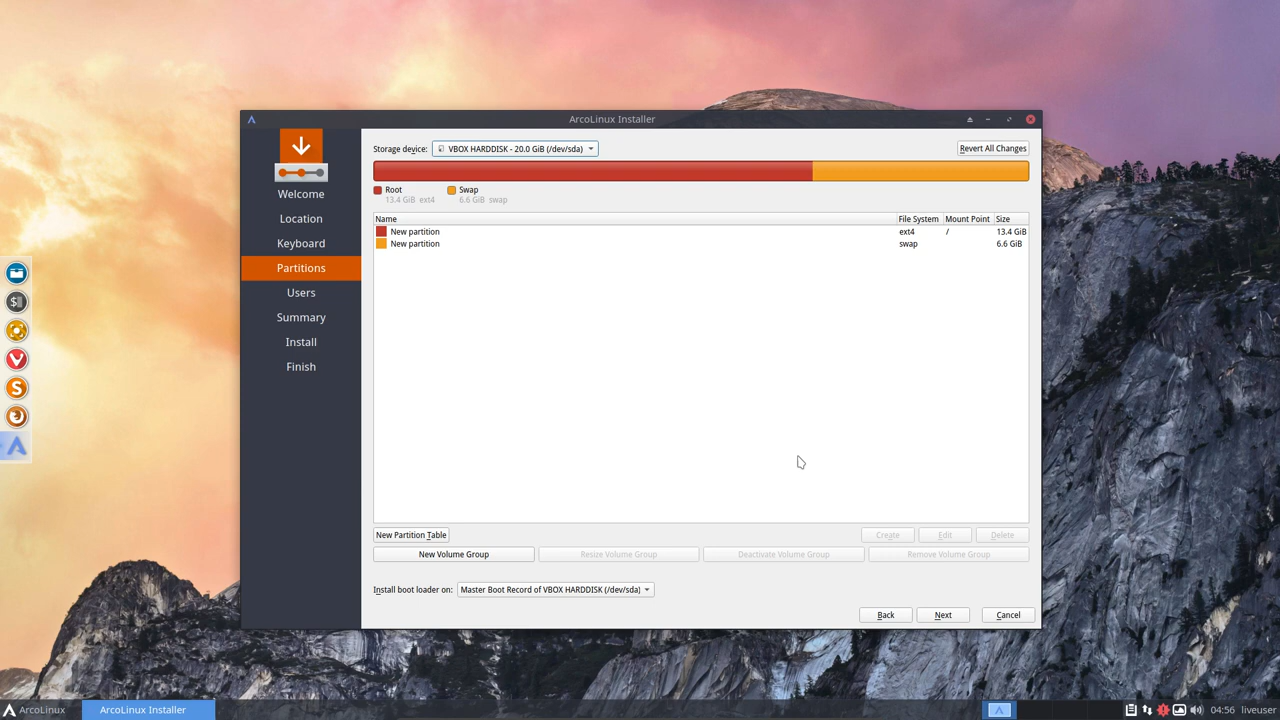 ArcoLinux Installer
Storage device: VBOX HARDDISK - 20.0 GiB (/dev/sda) Revert All Changes
Root Swap
13.4 GiB ext4 6.6 GiB swap
Welcome
Location
Keyboard
Partitions
Users
Summary
Install
Finish
Name File System Mount Point Size
New partition ext4 / 13.4 GiB
New partition swap 6.6 GiB
New Partition Table Create Edit Delete
New Volume Group Resize Volume Group Deactivate Volume Group Remove Volume Group
Install boot loader on: Master Boot Record of VBOX HARDDISK (/dev/sda)
Back Next Cancel
ArcoLinux ArcoLinux Installer 04:56 liveuser